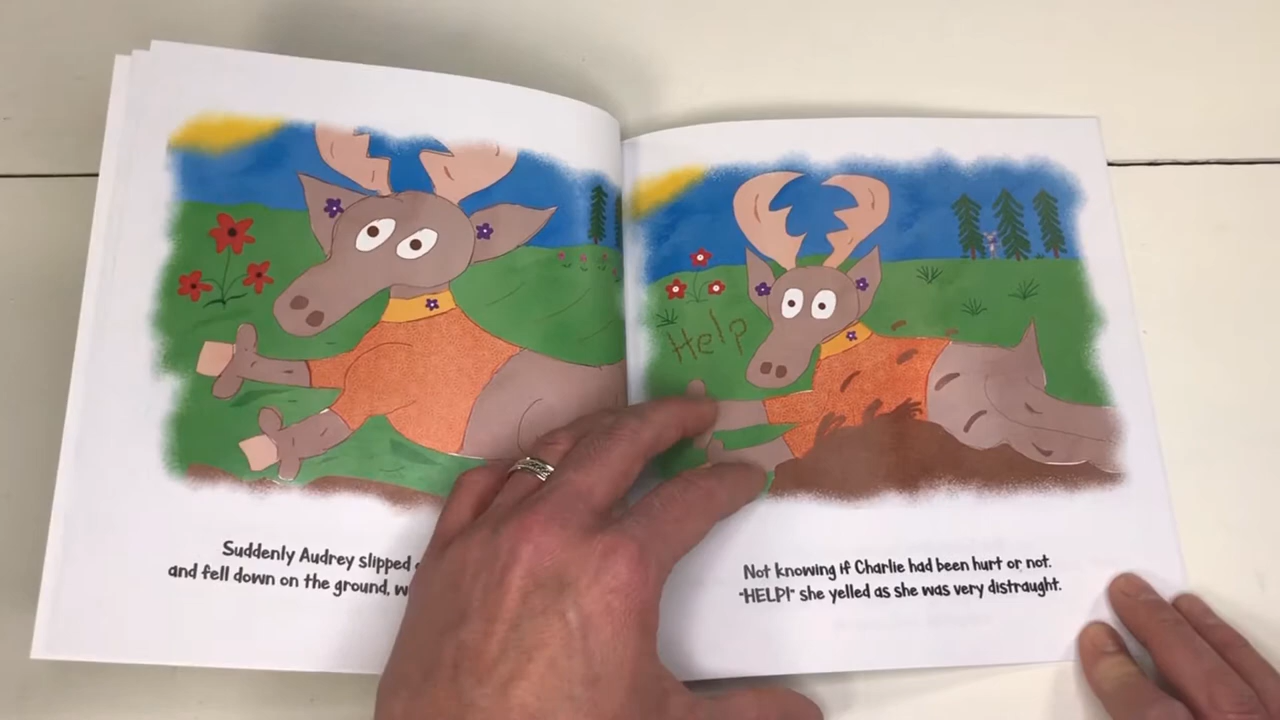 Suddenly Audrey slipped
and fell down on the ground,
Help
Not knowing if Charlie had been hurt or not.
"HELP!" she yelled as she was very distraught.